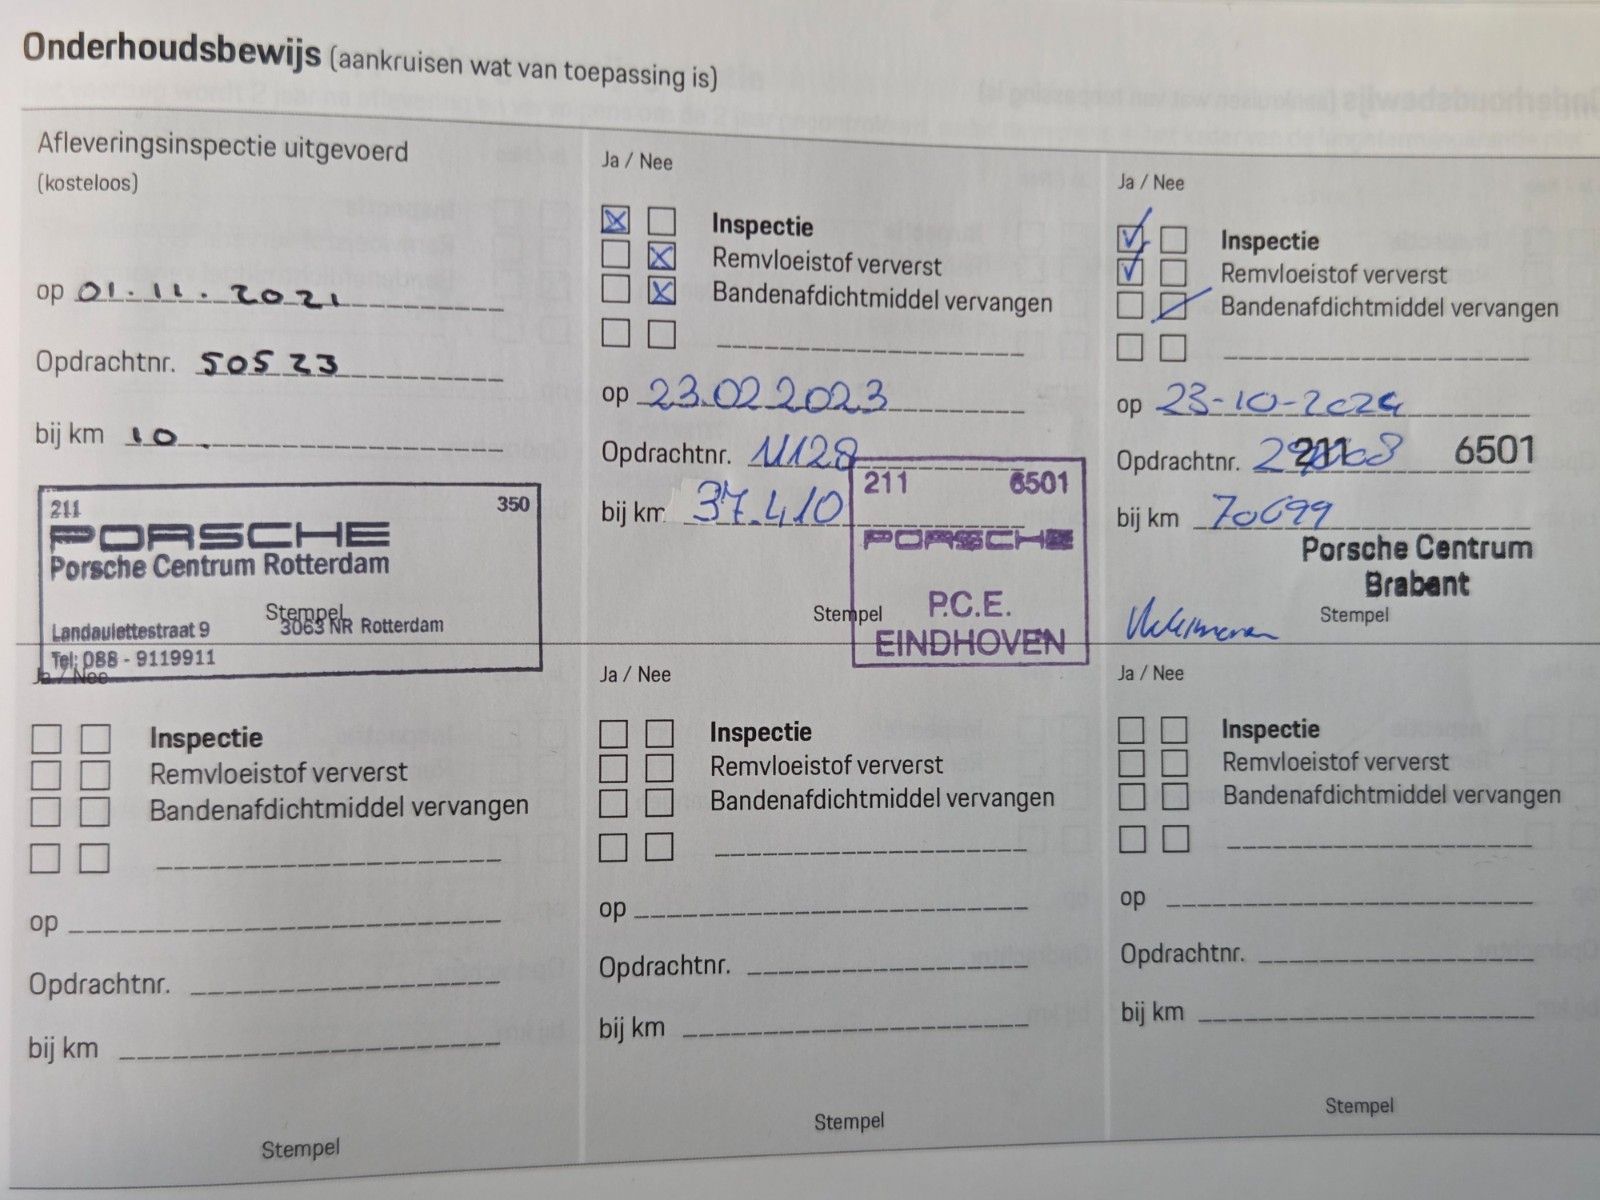 Onderhoudsbewijs (aankruisen wat van toepassing is)
Afleveringsinspectie uitgevoerd
(kosteloos)
op 01.11.2021
Opdrachtnr. 50523
bij km 10.
211 350
PORSCHE
Porsche Centrum Rotterdam
Stempel
Landaulettestraat 9 3063 NR Rotterdam
Tel: 088 - 9119911
Ja / Nee
Inspectie
Remvloeistof ververst
Bandenafdichtmiddel vervangen
op 23.02.2023
Opdrachtnr. 11128
bij km 37.410
211 6501
PORSCHE
P.C.E.
EINDHOVEN
Stempel
Ja / Nee
Inspectie
Remvloeistof ververst
Bandenafdichtmiddel vervangen
op 23-10-2024
Opdrachtnr. 211 6501
bij km 70699
Porsche Centrum
Brabant
Stempel
Ja / Nee
Inspectie
Remvloeistof ververst
Bandenafdichtmiddel vervangen
op
Opdrachtnr.
bij km
Stempel
Ja / Nee
Inspectie
Remvloeistof ververst
Bandenafdichtmiddel vervangen
op
Opdrachtnr.
bij km
Stempel
Ja / Nee
Inspectie
Remvloeistof ververst
Bandenafdichtmiddel vervangen
op
Opdrachtnr.
bij km
Stempel